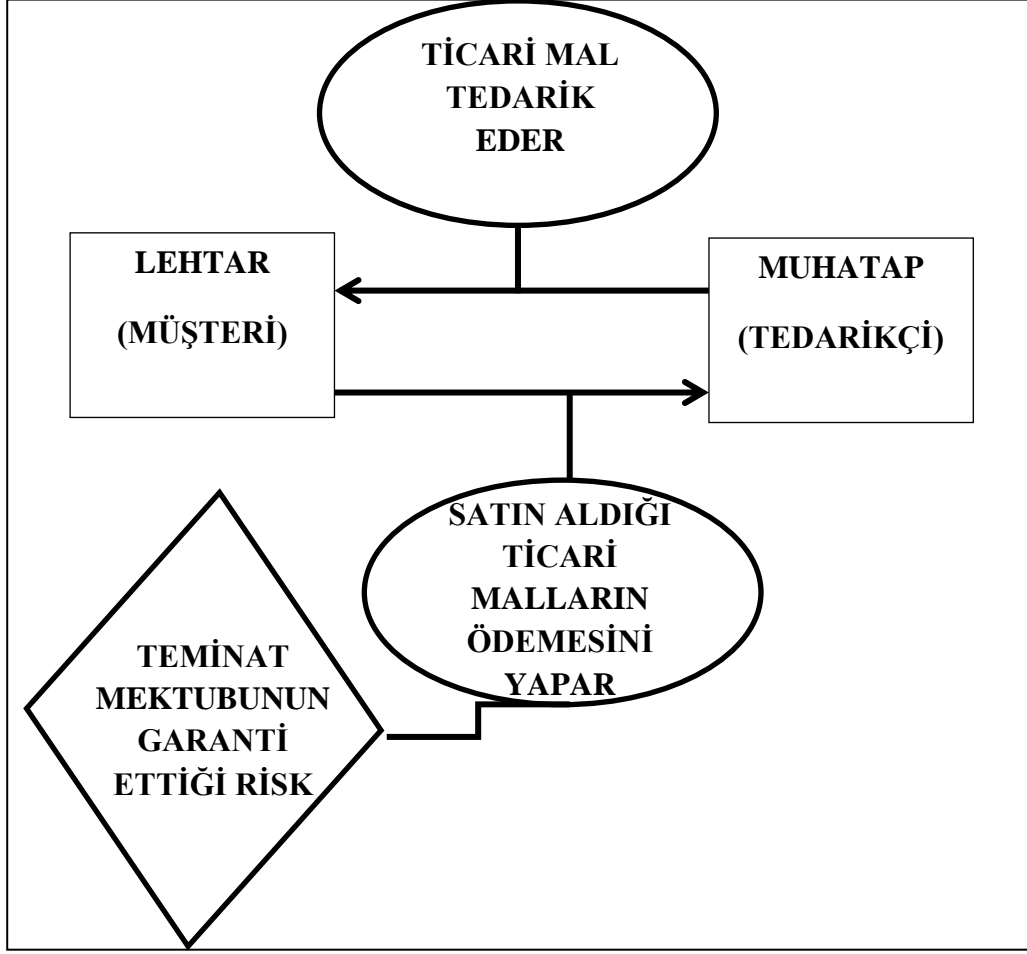 TİCARİ MAL
TEDARİK
EDER
LEHTAR
(MÜŞTERİ)
MUHATAP
(TEDARİKÇİ)
SATIN ALDIĞI
TİCARİ
MALLARIN
ÖDEMESİNİ
YAPAR
TEMİNAT
MEKTUBUNUN
GARANTİ
ETTİĞİ RİSK